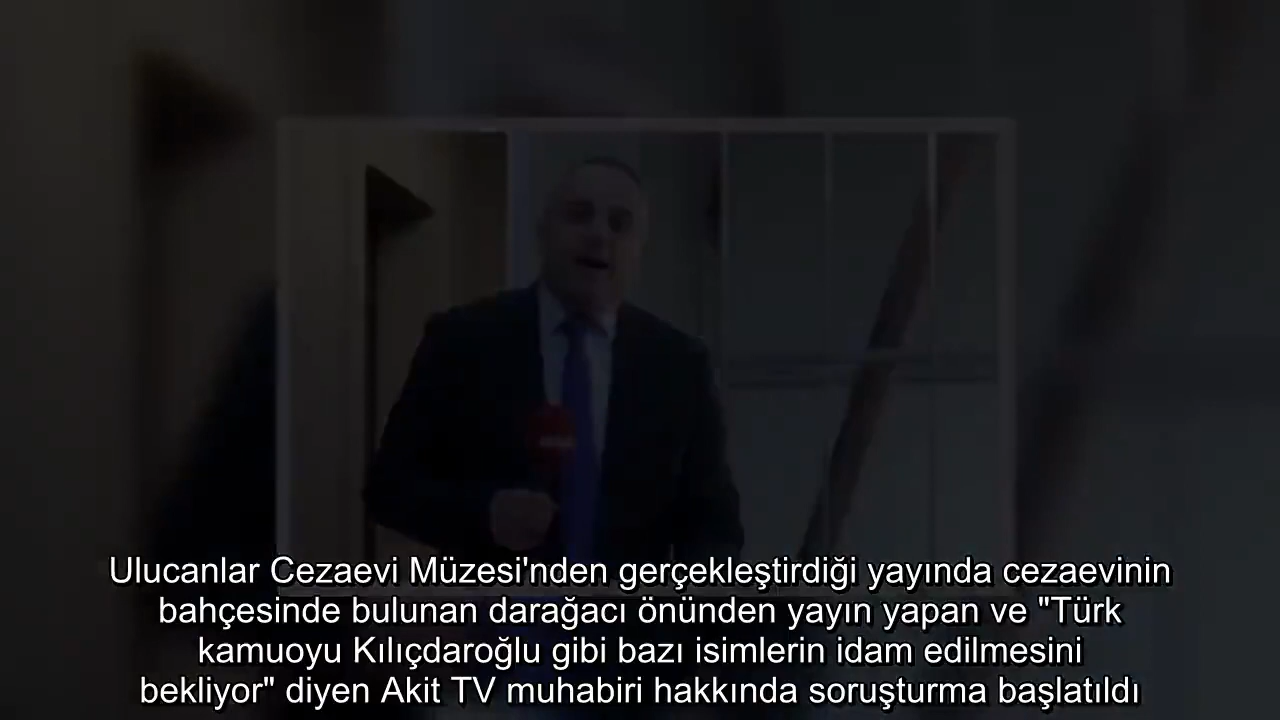 Ulucanlar Cezaevi Müzesi'nden gerçekleştirdiği yayında cezaevinin
bahçesinde bulunan darağacı önünden yayın yapan ve "Türk
kamuoyu Kılıçdaroğlu gibi bazı isimlerin idam edilmesini
bekliyor" diyen Akit TV muhabiri hakkında soruşturma başlatıldı